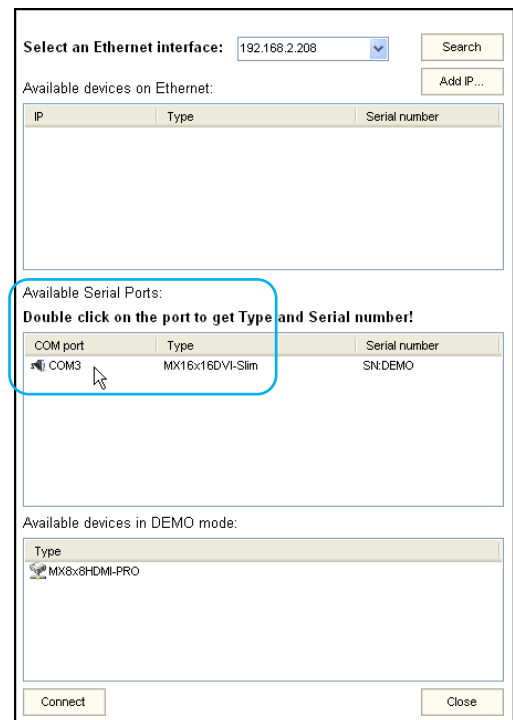 Select an Ethernet interface: 192.168.2.208 Search
Add IP...
Available devices on Ethernet:
IP Type Serial number
Available Serial Ports:
Double click on the port to get Type and Serial number!
COM port Type Serial number
COM3 MX16x16DVI-Slim SN:DEMO
Available devices in DEMO mode:
Type
MX8x8HDMI-PRO
Connect Close